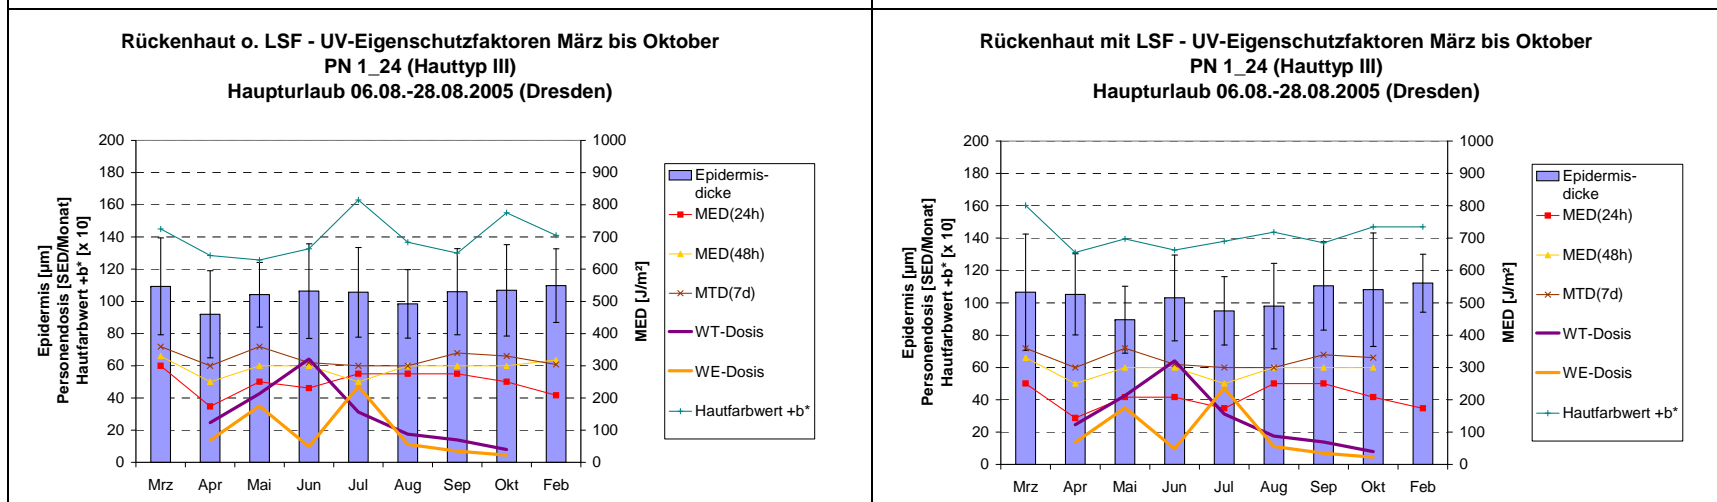 Rückenhaut o. LSF - UV-Eigenschutzfaktoren März bis Oktober
PN 1_24 (Hauttyp III)
Haupturlaub 06.08.-28.08.2005 (Dresden)
Epidermis [µm]
Personendosis [SED/Monat]
Hautfarbwert +b* [x 10]
200
180
160
140
120
100
80
60
40
20
0
Mrz Apr Mai Jun Jul Aug Sep Okt Feb
1000
900
800
700
600
500
400
300
200
100
0
MED [J/m²]
Epidermis-
dicke
MED(24h)
MED(48h)
MTD(7d)
WT-Dosis
WE-Dosis
Hautfarbwert +b*
Rückenhaut mit LSF - UV-Eigenschutzfaktoren März bis Oktober
PN 1_24 (Hauttyp III)
Haupturlaub 06.08.-28.08.2005 (Dresden)
Epidermis [µm]
Personendosis [SED/Monat]
Hautfarbwert +b* [x 10]
200
180
160
140
120
100
80
60
40
20
0
Mrz Apr Mai Jun Jul Aug Sep Okt Feb
1000
900
800
700
600
500
400
300
200
100
0
MED [J/m²]
Epidermis-
dicke
MED(24h)
MED(48h)
MTD(7d)
WT-Dosis
WE-Dosis
Hautfarbwert +b*